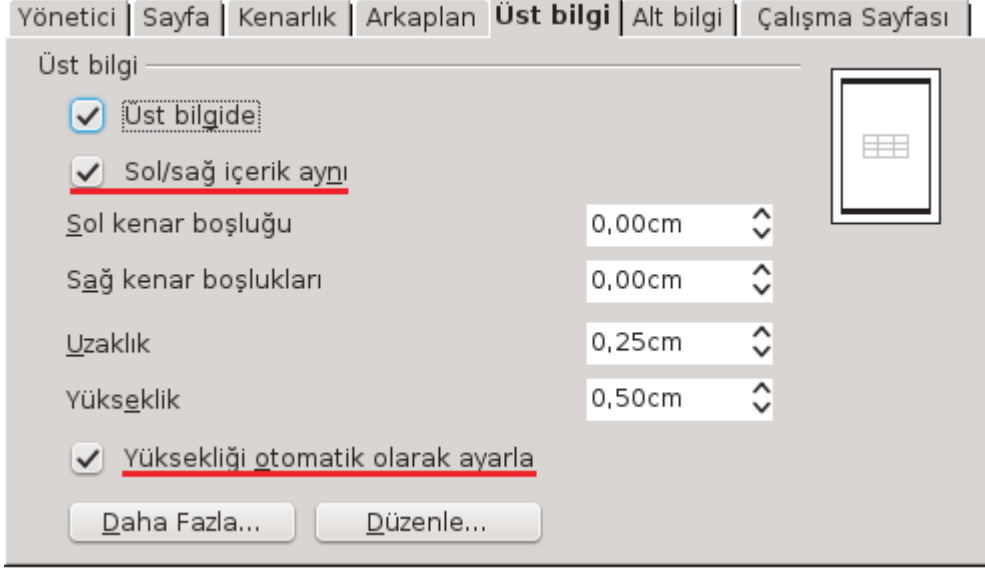 Yönetici Sayfa Kenarlık Arkaplan Üst bilgi Alt bilgi Çalışma Sayfası
Üst bilgi
Üst bilgide
Sol/sağ içerik aynı
Sol kenar boşluğu 0,00cm
Sağ kenar boşlukları 0,00cm
Uzaklık 0,25cm
Yükseklik 0,50cm
Yüksekliği otomatik olarak ayarla
Daha Fazla... Düzenle...